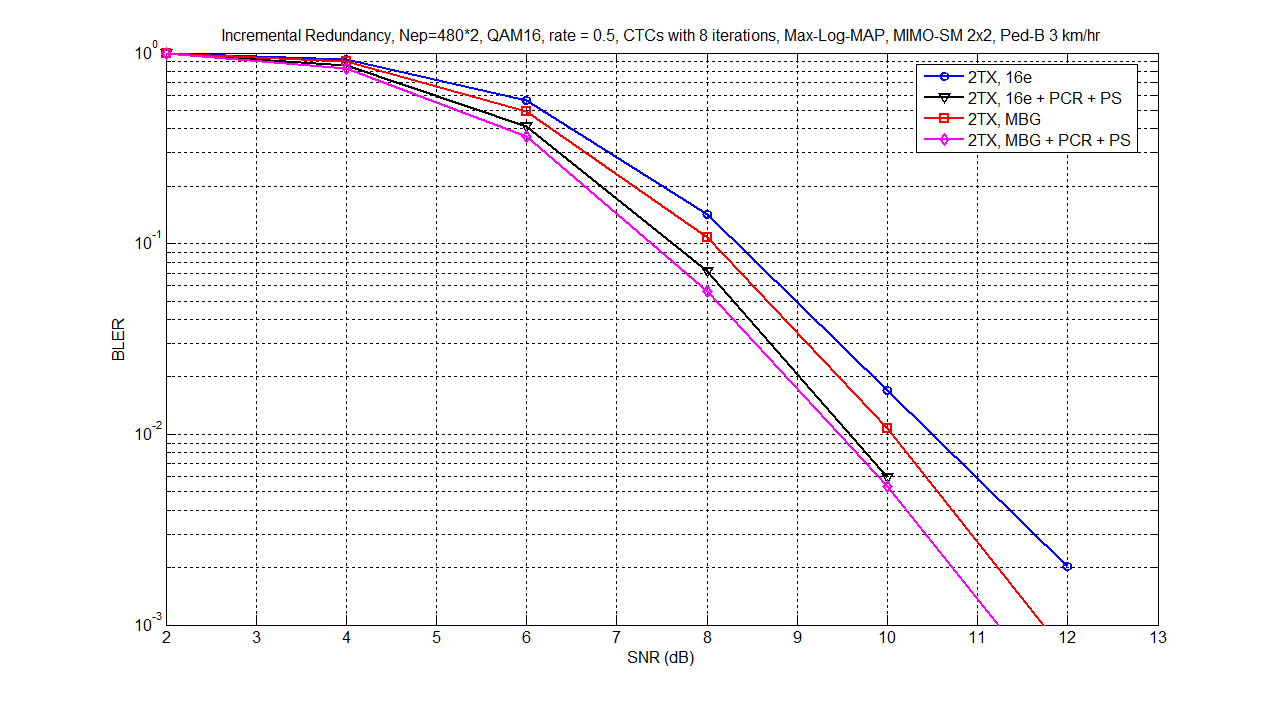 Incremental Redundancy, Nep=480*2, QAM16, rate = 0.5, CTCs with 8 iterations, Max-Log-MAP, MIMO-SM 2x2, Ped-B 3 km/hr
2TX, 16e
2TX, 16e + PCR + PS
2TX, MBG
2TX, MBG + PCR + PS
10^0
10^-1
10^-2
10^-3
BLER
2 3 4 5 6 7 8 9 10 11 12 13
SNR (dB)